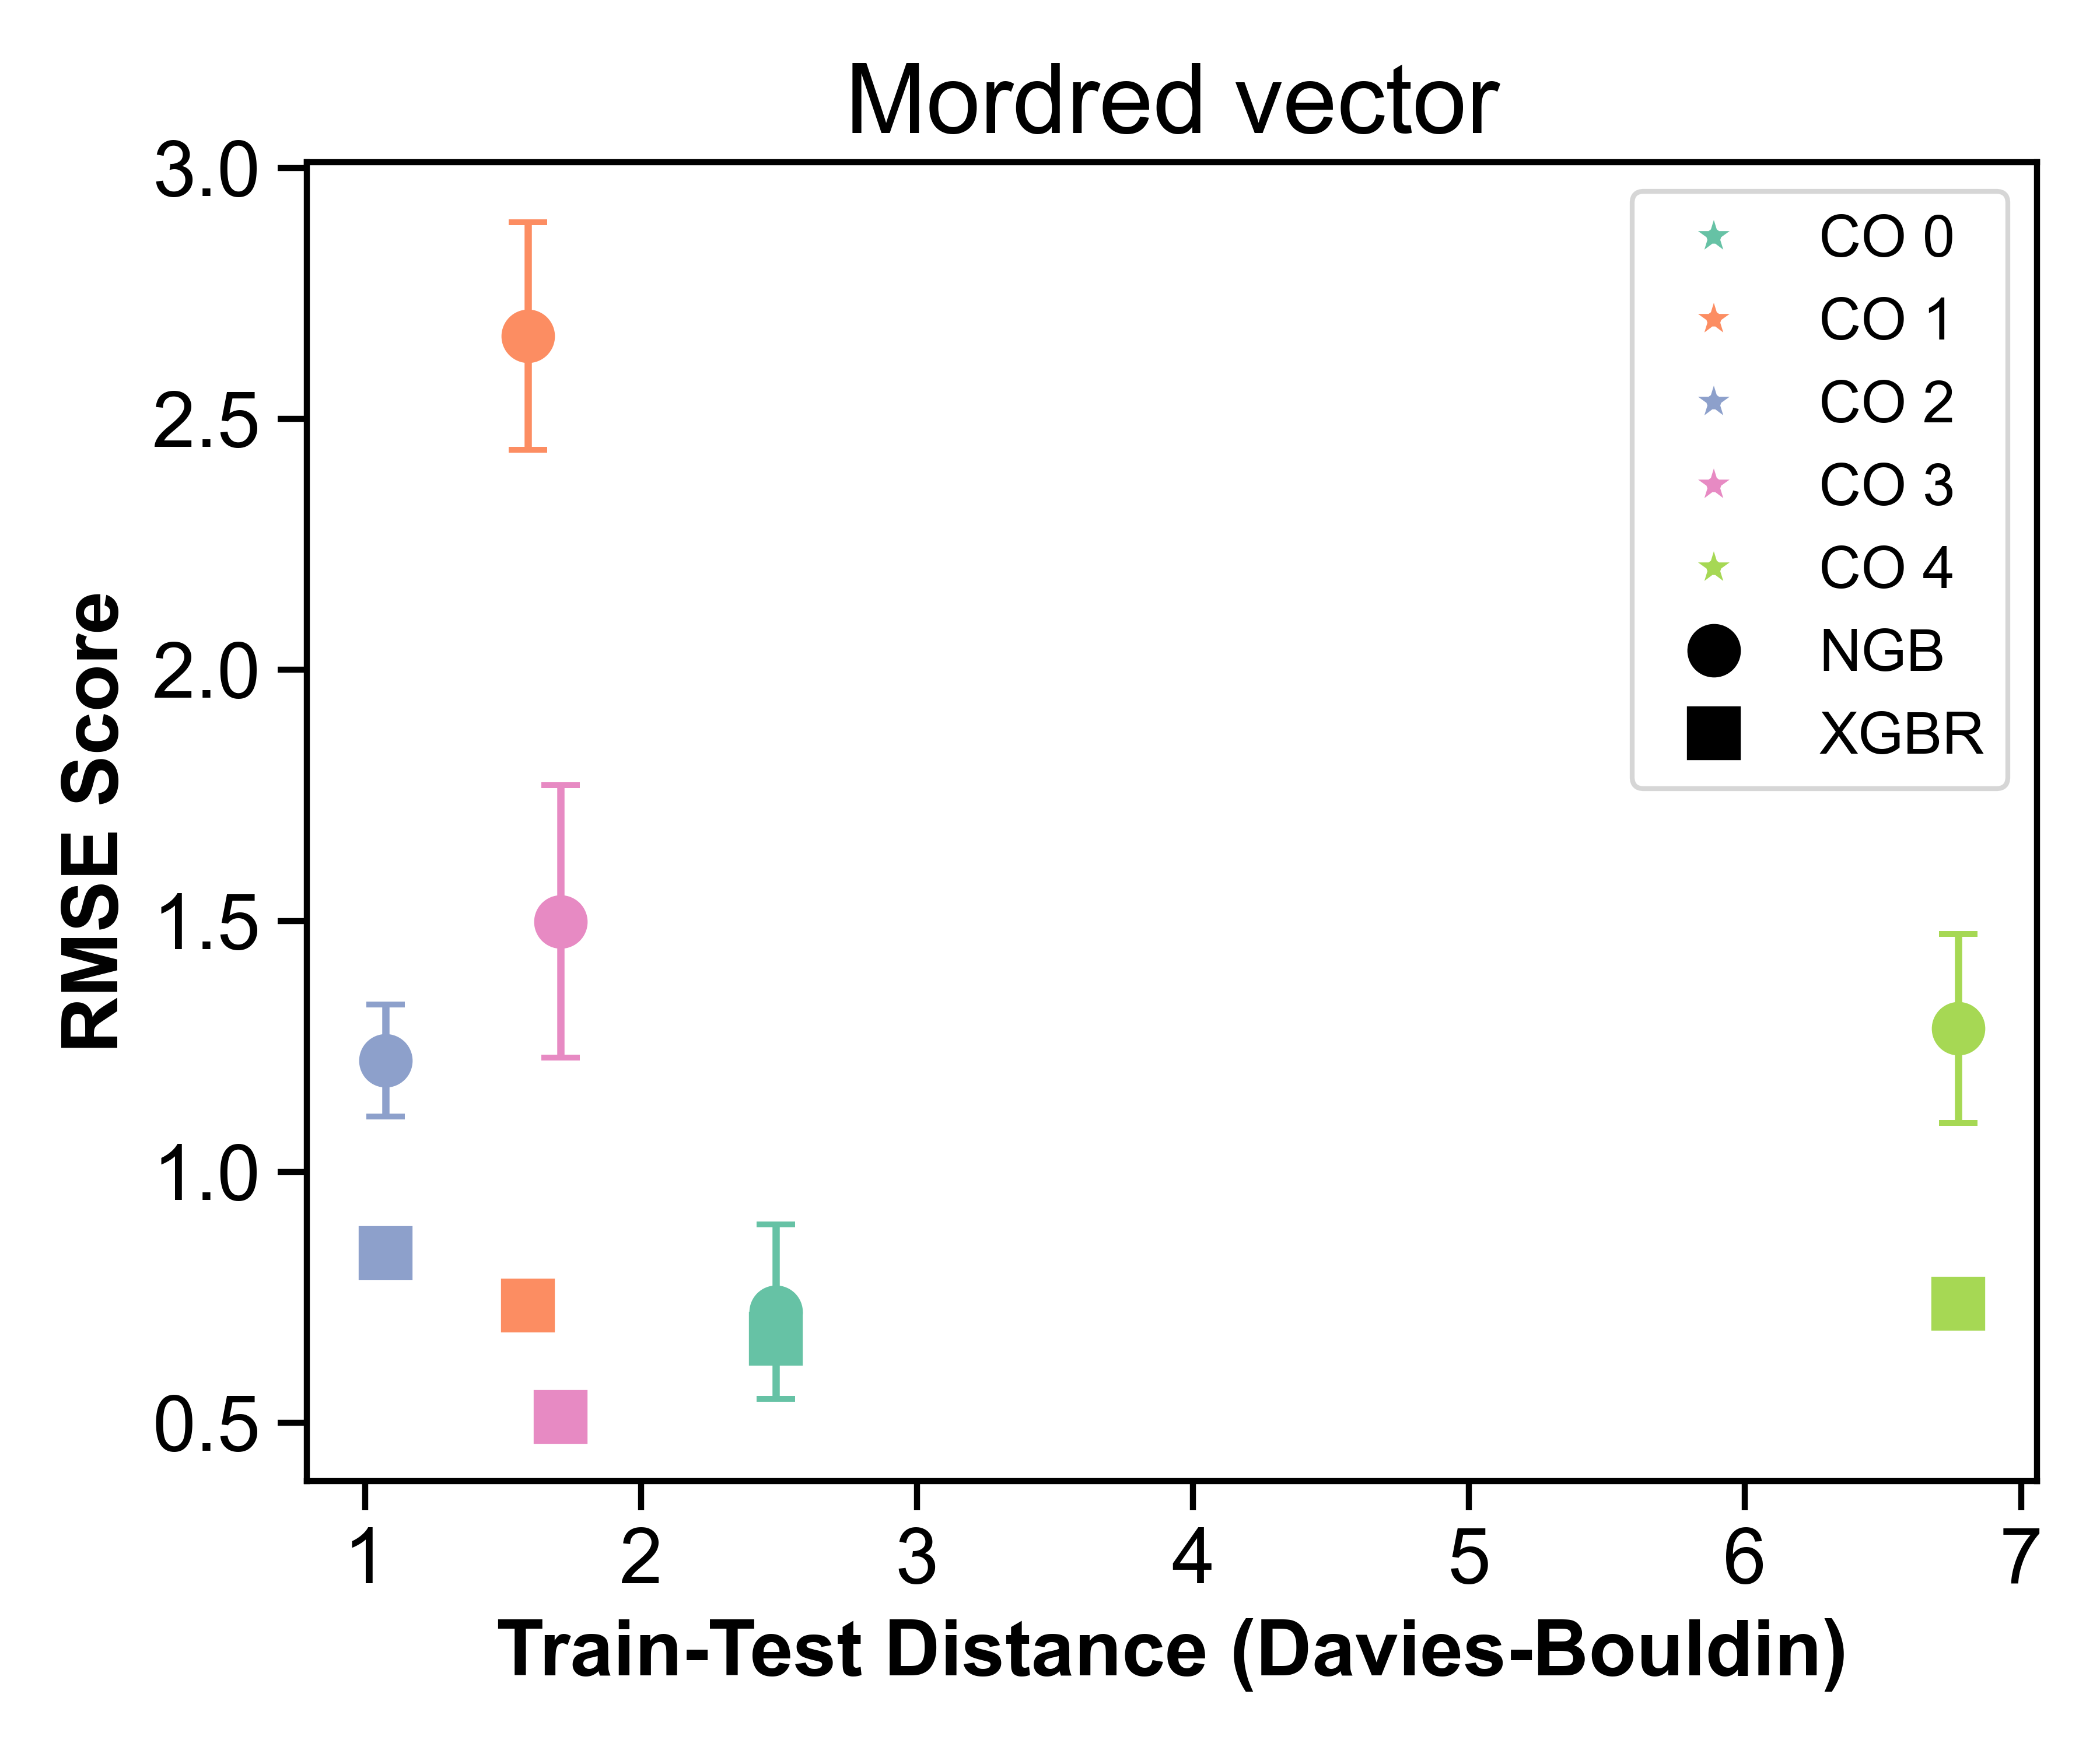 Mordred vector
3.0
2.5
2.0
1.5
1.0
0.5
RMSE Score
CO 0
CO 1
CO 2
CO 3
CO 4
NGB
XGBR
1 2 3 4 5 6 7
Train-Test Distance (Davies-Bouldin)